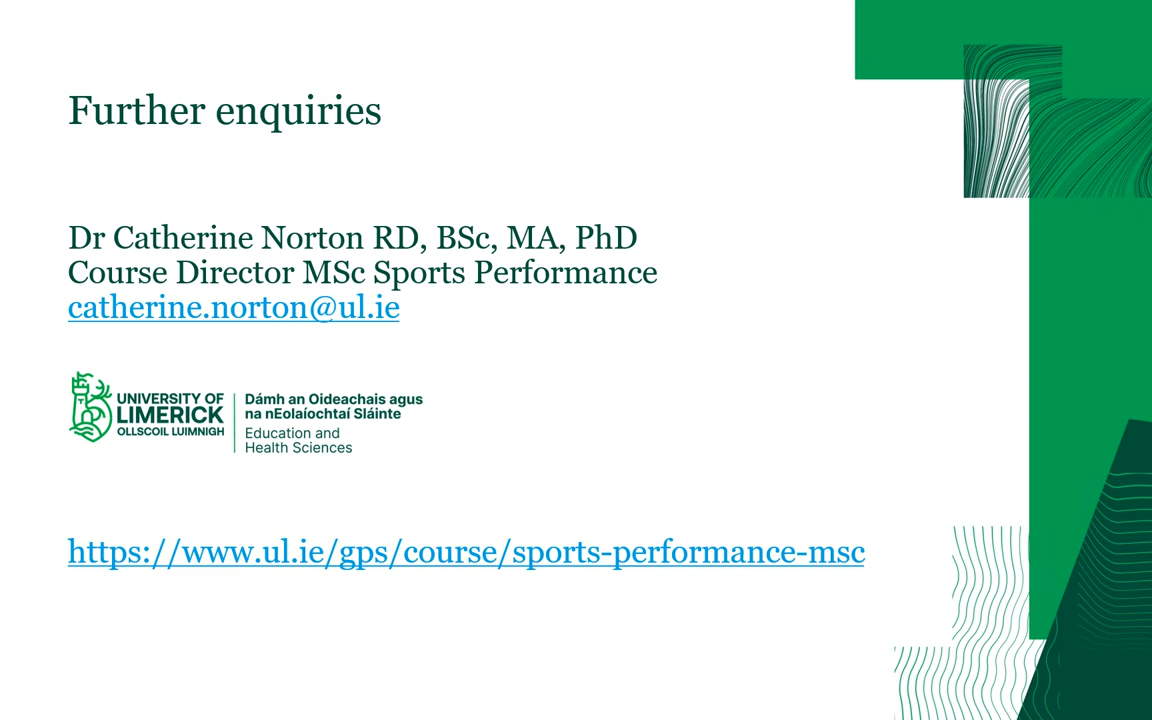 Further enquiries
Dr Catherine Norton RD, BSc, MA, PhD
Course Director MSc Sports Performance
catherine.norton@ul.ie
UNIVERSITY OF
LIMERICK
OLLSCOIL LUIMNIGH
Dámh an Oideachais agus
na nEolaíochtaí Sláinte
Education and
Health Sciences
https://www.ul.ie/gps/course/sports-performance-msc